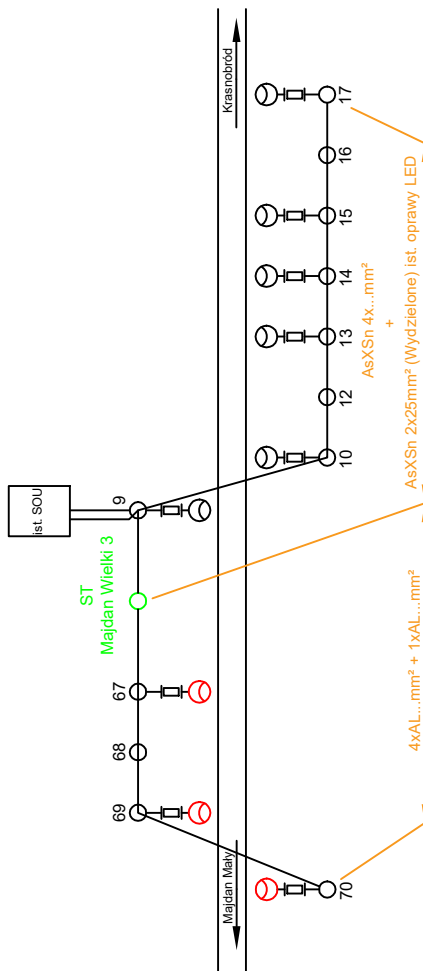 ist. SOU
9
ST
Majdan Wielki 3
67
68
69
Krasnobród
Majdan Mały
17
16
15
14
13
12
10
70
AsXSn 4x...mm²
+
AsXSn 2x25mm² (Wydzielone) ist. oprawy LED
4xAL...mm² + 1xAL...mm²